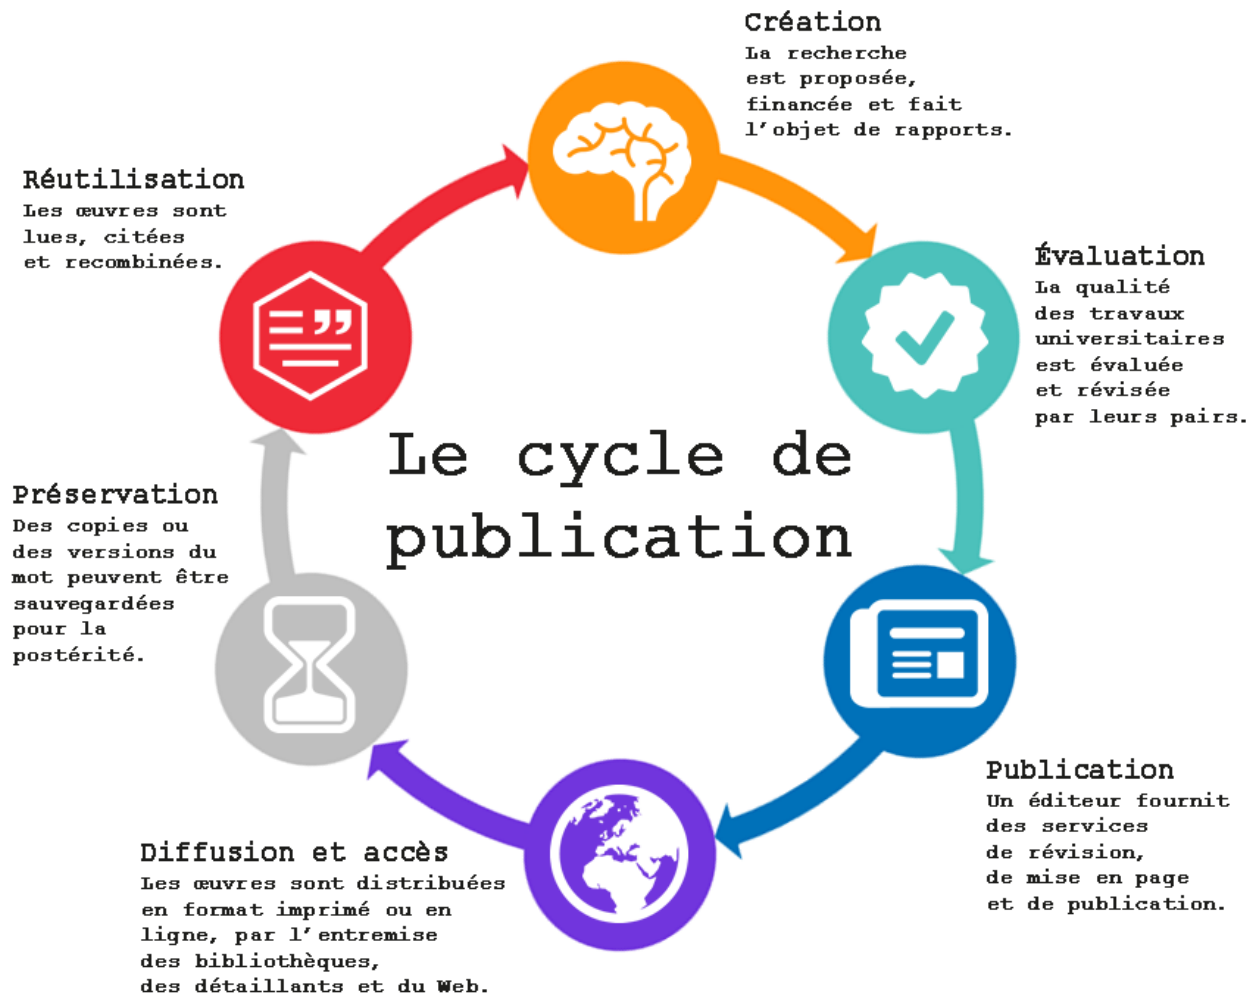 Création
La recherche
est proposée,
financée et fait
l'objet de rapports.
Évaluation
La qualité
des travaux
universitaires
est évaluée
et révisée
par leurs pairs.
Publication
Un éditeur fournit
des services
de révision,
de mise en page
et de publication.
Diffusion et accès
Les œuvres sont distribuées
en format imprimé ou en
ligne, par l'entremise
des bibliothèques,
des détaillants et du Web.
Préservation
Des copies ou
des versions du
mot peuvent être
sauvegardées
pour la
postérité.
Réutilisation
Les œuvres sont
lues, citées
et recombinées.
Le cycle de
publication